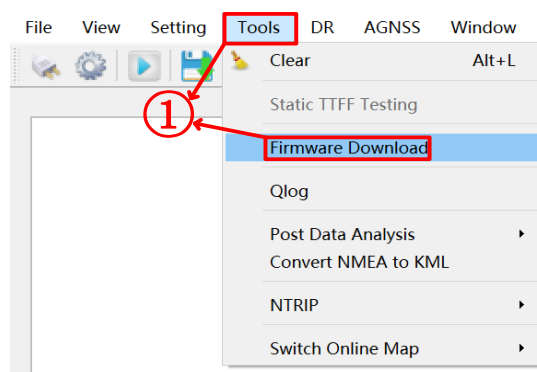 File View Setting Tools DR AGNSS Window
Clear Alt+L
Static TTFF Testing
①
Firmware Download
Qlog
Post Data Analysis
Convert NMEA to KML
NTRIP
Switch Online Map